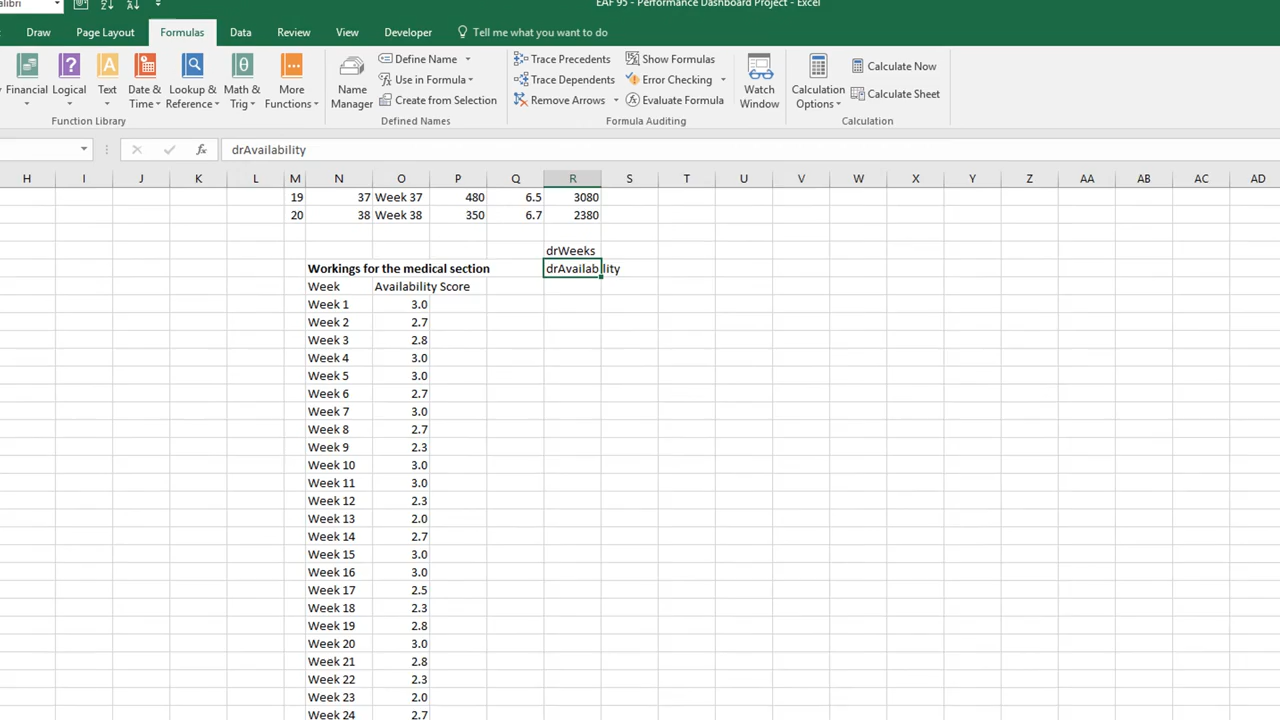 alibri
EAF 95 - Performance Dashboard Project - Excel
Draw Page Layout Formulas Data Review View Developer Tell me what you want to do
Financial Logical Text Date & Time Lookup & Reference Math & Trig More Functions
Function Library
Name Manager
Define Name
Use in Formula
Create from Selection
Defined Names
Trace Precedents
Trace Dependents
Remove Arrows
Show Formulas
Error Checking
Evaluate Formula
Formula Auditing
Watch Window
Calculation Options
Calculate Now
Calculate Sheet
Calculation
fx drAvailability
H I J K L M N O P Q R S T U V W X Y Z AA AB AC AD
19 37 Week 37 480 6.5 3080
20 38 Week 38 350 6.7 2380
drWeeks
Workings for the medical section drAvailability
Week Availability Score
Week 1 3.0
Week 2 2.7
Week 3 2.8
Week 4 3.0
Week 5 3.0
Week 6 2.7
Week 7 3.0
Week 8 2.7
Week 9 2.3
Week 10 3.0
Week 11 3.0
Week 12 2.3
Week 13 2.0
Week 14 2.7
Week 15 3.0
Week 16 3.0
Week 17 2.5
Week 18 2.3
Week 19 2.8
Week 20 3.0
Week 21 2.8
Week 22 2.3
Week 23 2.0
Week 24 2.7